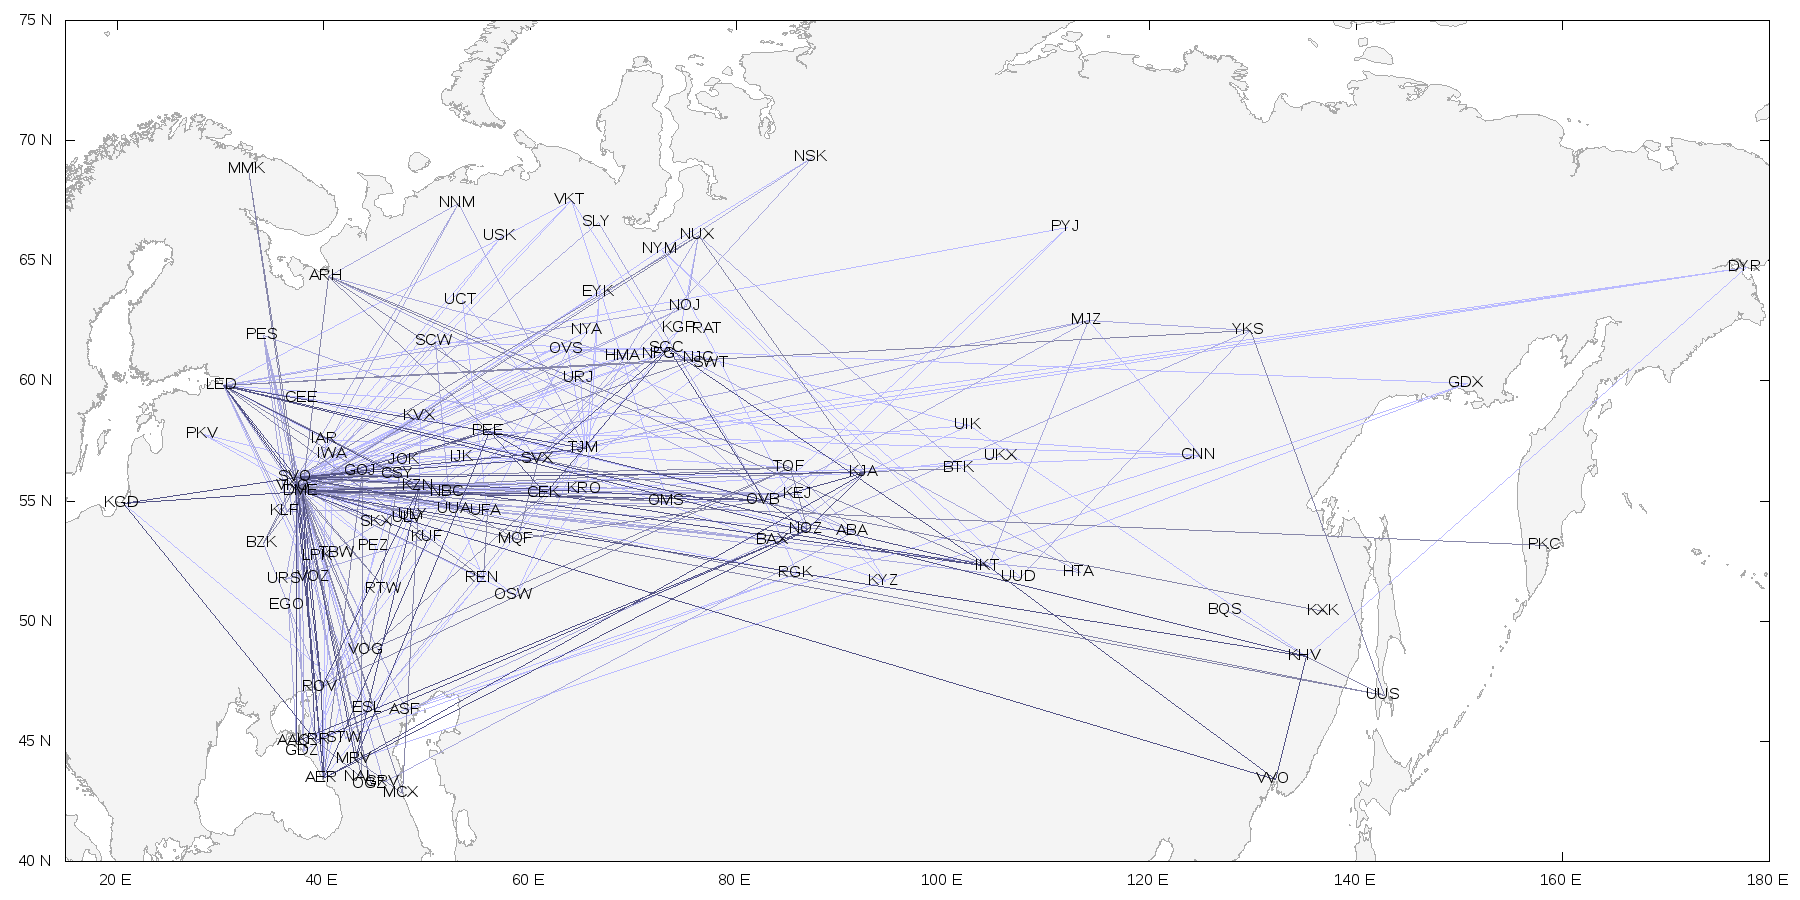 75 N
70 N
NSK
MMK
NNM
VKT
SLY
PYJ
USK
NUX
NYM
65 N
DYR
ARH
EYK
UCT
NOJ
MJZ
KGP
RAT
NYA
YKS
PES
SCW
OVS
SGC
HMA
NFG
NJC
SWT
60 N
URJ
LED
GDX
CEE
KVX
UIK
PKV
PEE
IAR
TJM
IWA
JOK
IJK
SVX
UKX
CNN
GOJ
CSY
TOF
KJA
BTK
SVO
KZN
DME
NBC
CEK
KRO
KEJ
55 N
KGD
OMS
OVB
KLF
UUA
UFA
SKX
ULY
NOZ
ABA
KUF
MQF
BAX
BZK
PEZ
PKC
LPK
TBW
IKT
HTA
URS
VOZ
REN
RGK
KYZ
UUD
RTW
OSW
EGO
BQS
KXK
50 N
VOG
KHV
ROV
UUS
ESL
ASF
45 N
AAQ
KRR
STW
GDZ
MRV
AER
NAL
OGZ
GRV
MCX
VVO
40 N
20 E
40 E
60 E
80 E
100 E
120 E
140 E
160 E
180 E